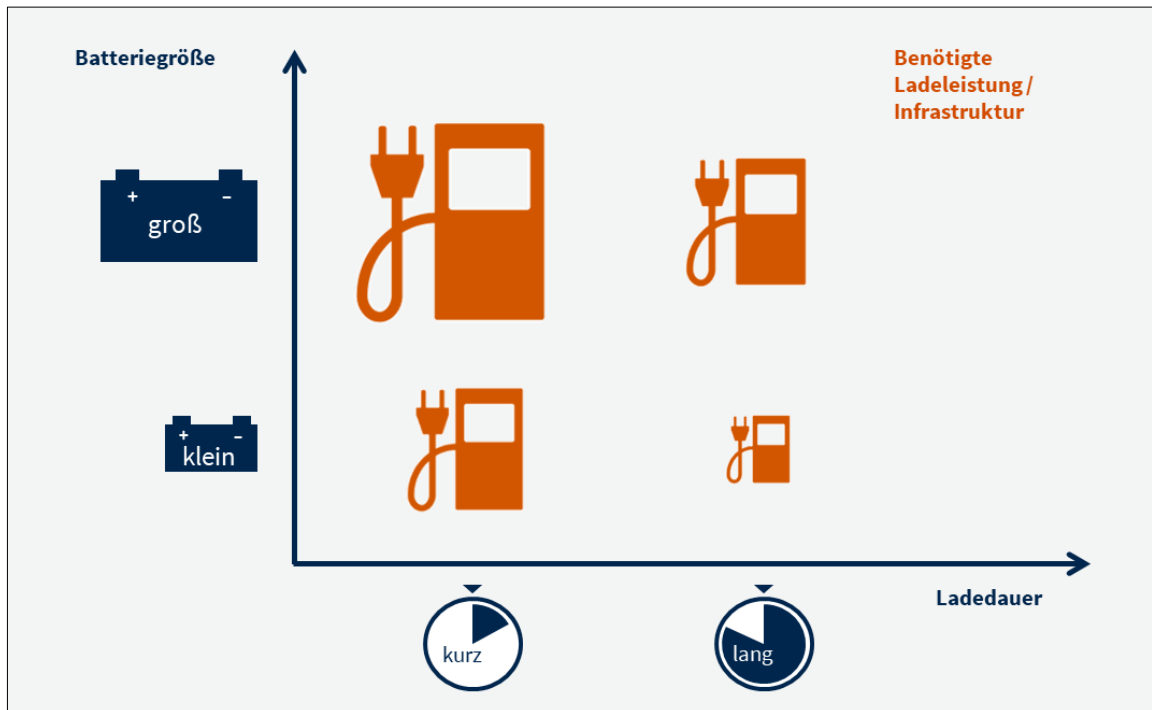 Batteriegröße
Benötigte
Ladeleistung /
Infrastruktur
+ –
groß
+ –
klein
Ladedauer
kurz
lang